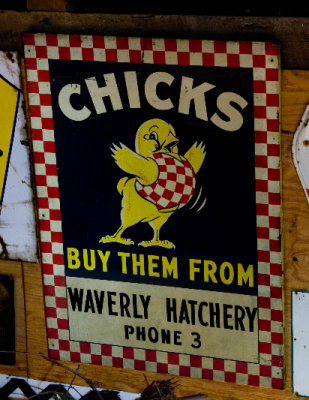 CHICKS
BUY THEM FROM
WAVERLY HATCHERY
PHONE 3